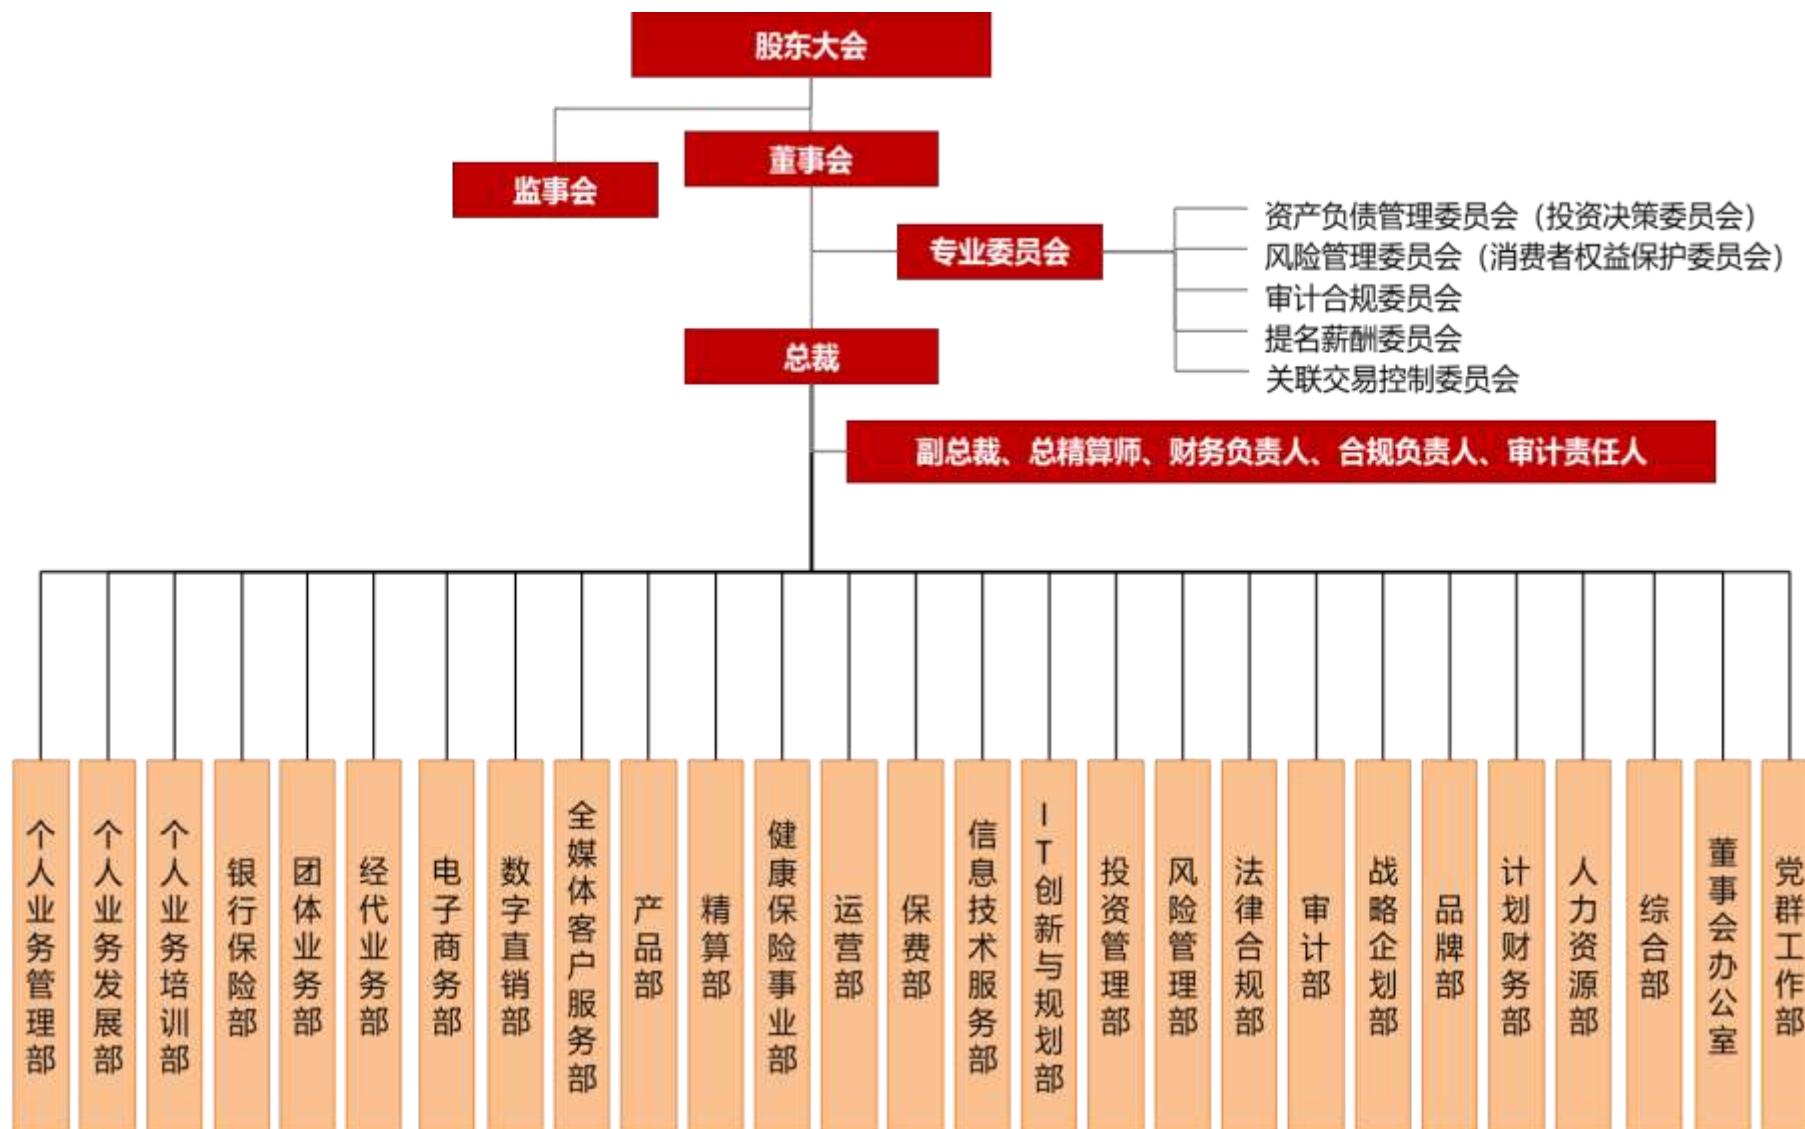 股东大会
董事会
监事会
专业委员会
资产负债管理委员会（投资决策委员会）
风险管理委员会（消费者权益保护委员会）
审计合规委员会
提名薪酬委员会
关联交易控制委员会
总裁
副总裁、总精算师、财务负责人、合规负责人、审计责任人
个人业务管理部
个人业务发展部
个人业务培训部
银行保险部
团体业务部
经代业务部
电子商务部
数字直销部
全媒体客户服务部
产品部
精算部
健康保险事业部
运营部
保费部
信息技术服务部
IT创新与规划部
投资管理部
风险管理部
法律合规部
审计部
战略企划部
品牌部
计划财务部
人力资源部
综合部
董事会办公室
党群工作部